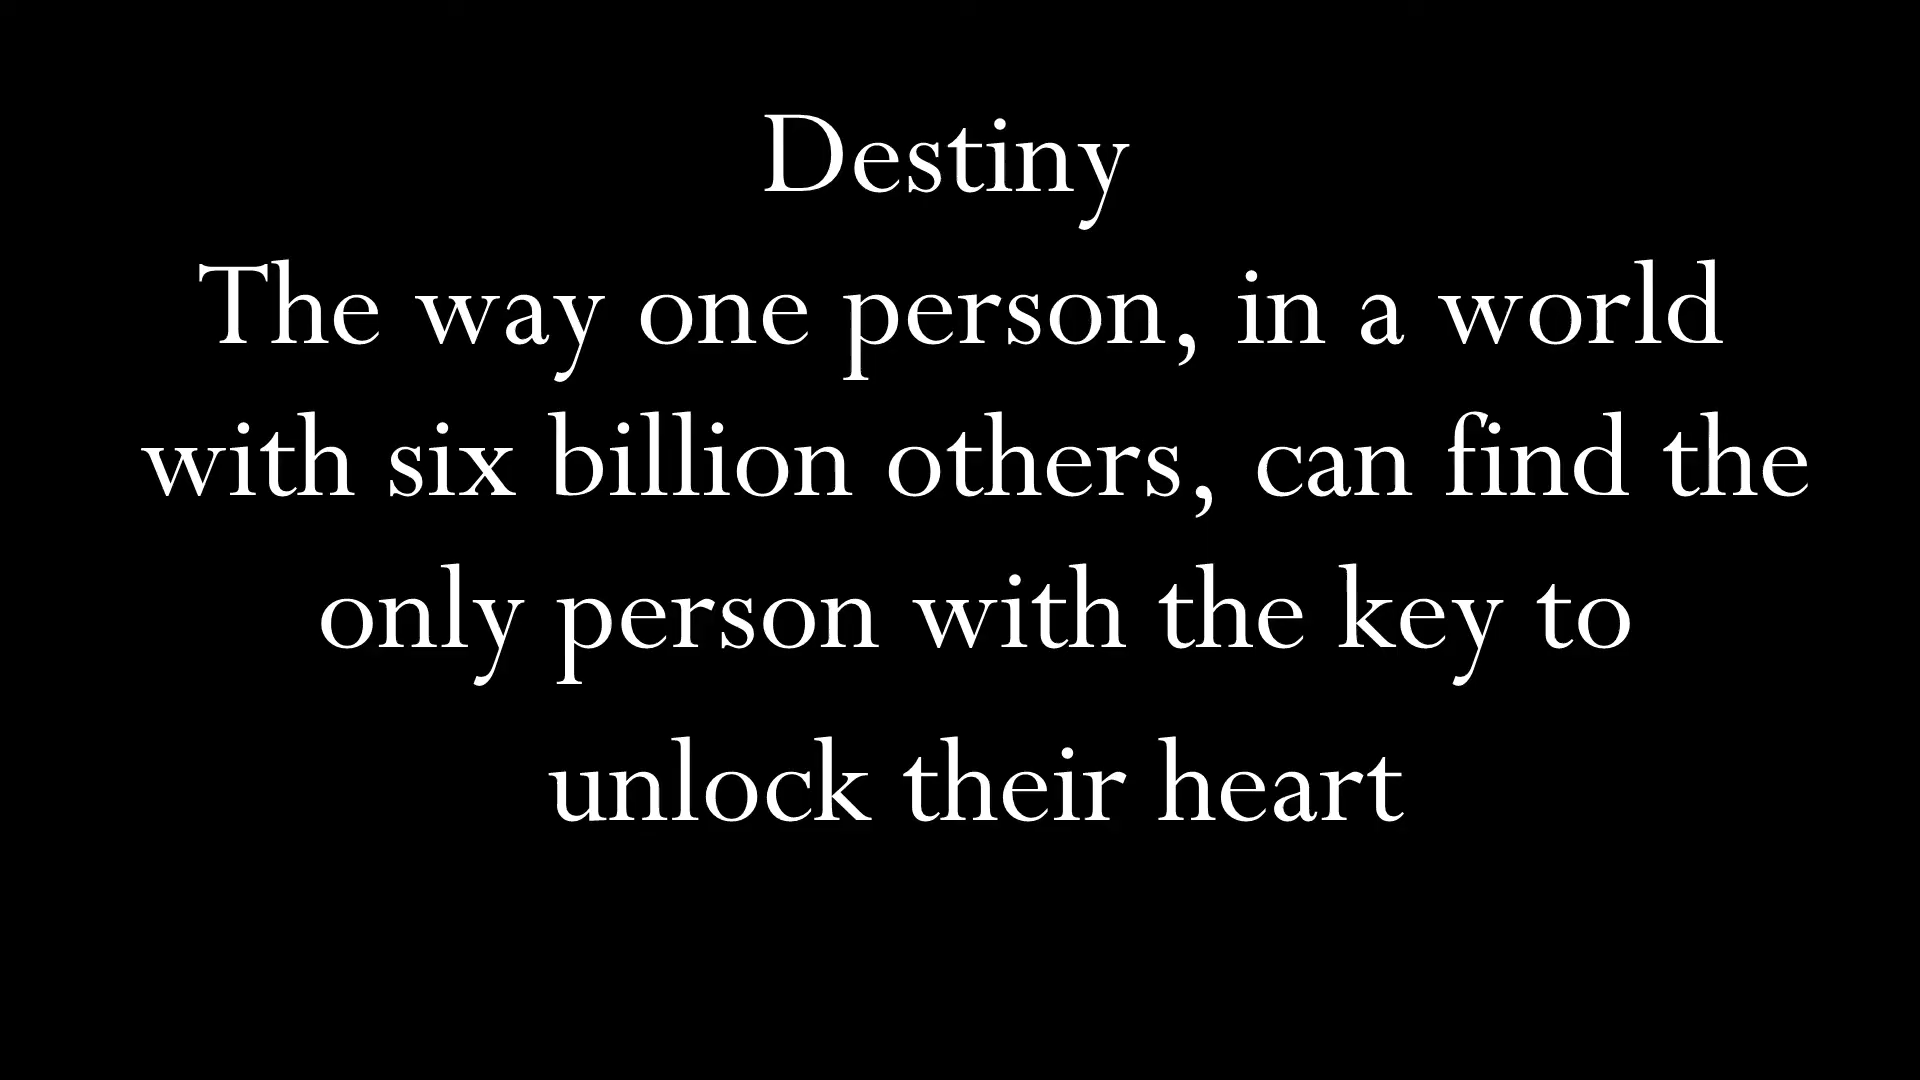 Destiny
The way one person, in a world
with six billion others, can find the
only person with the key to
unlock their heart